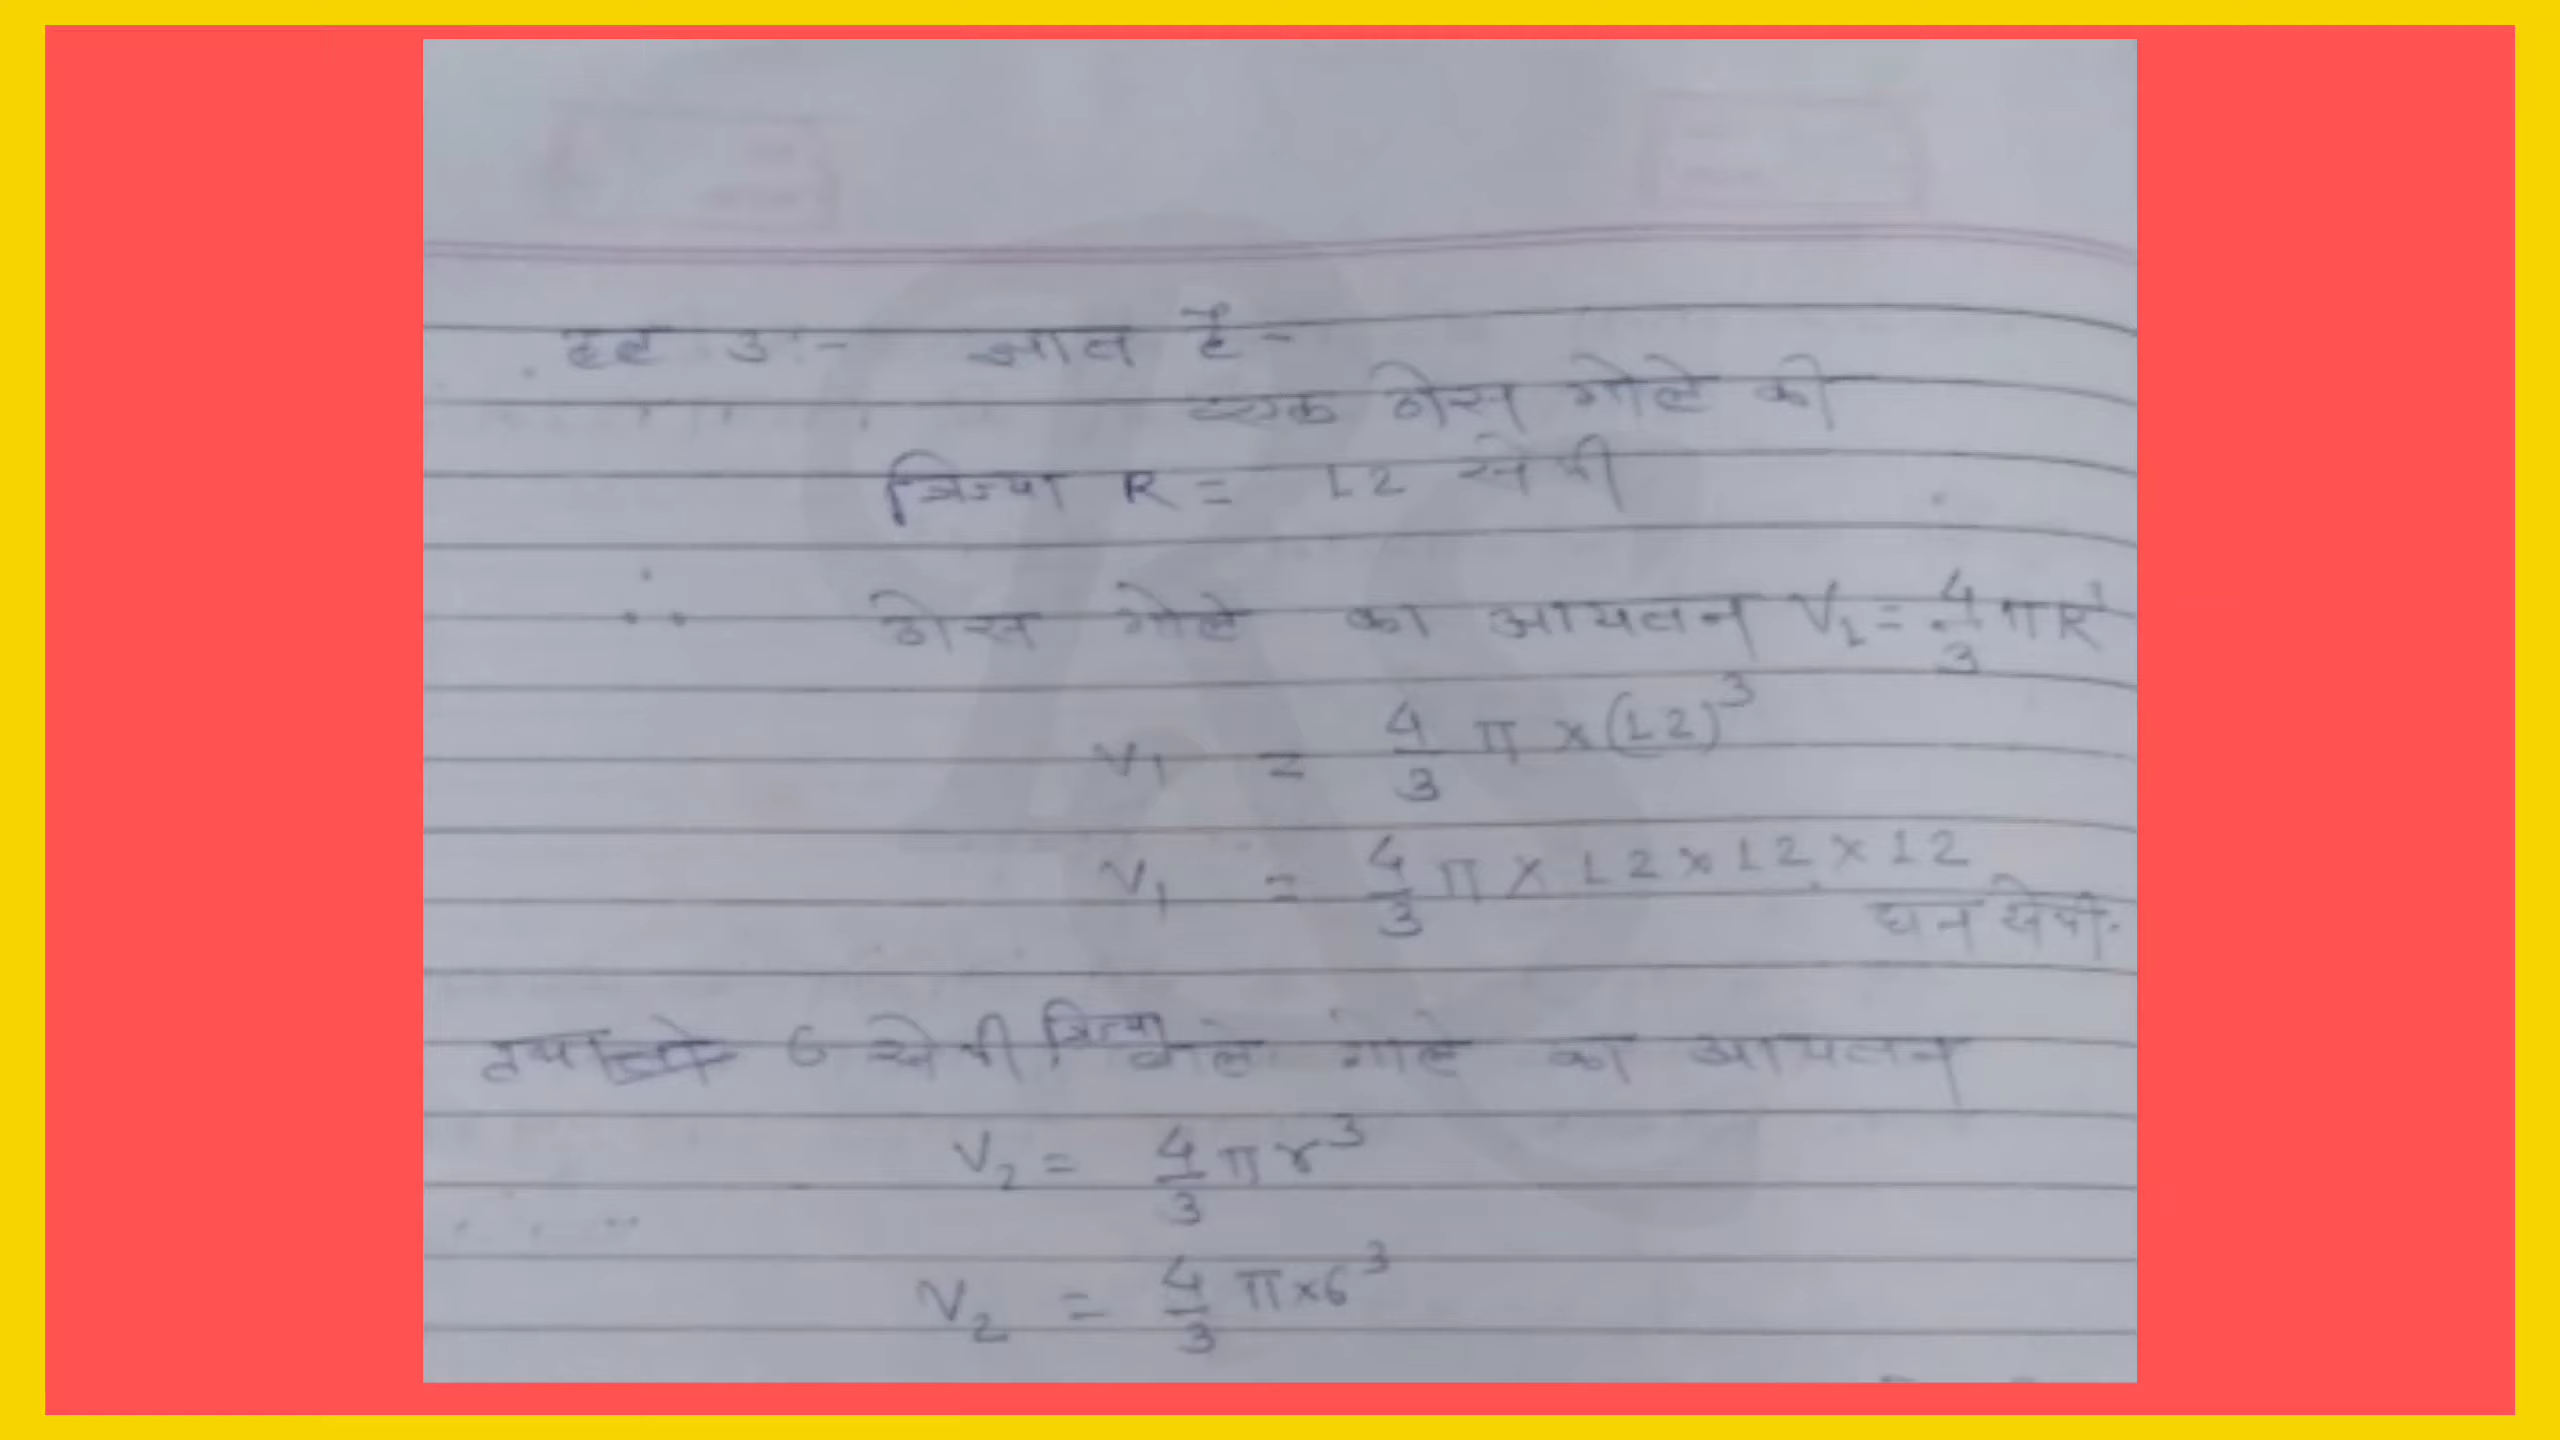 हल 3:- ज्ञात है-
एक ठोस गोले की
त्रिज्या R = 12 सेमी
∴ ठोस गोले का आयतन V₁ = 4/3 πR³
V₁ = 4/3 π × (12)³
V₁ = 4/3 π × 12 × 12 × 12
घन सेमी.
तथा 6 सेमी त्रिज्या वाले गोले का आयतन
V₂ = 4/3 πr³
V₂ = 4/3 π×6³